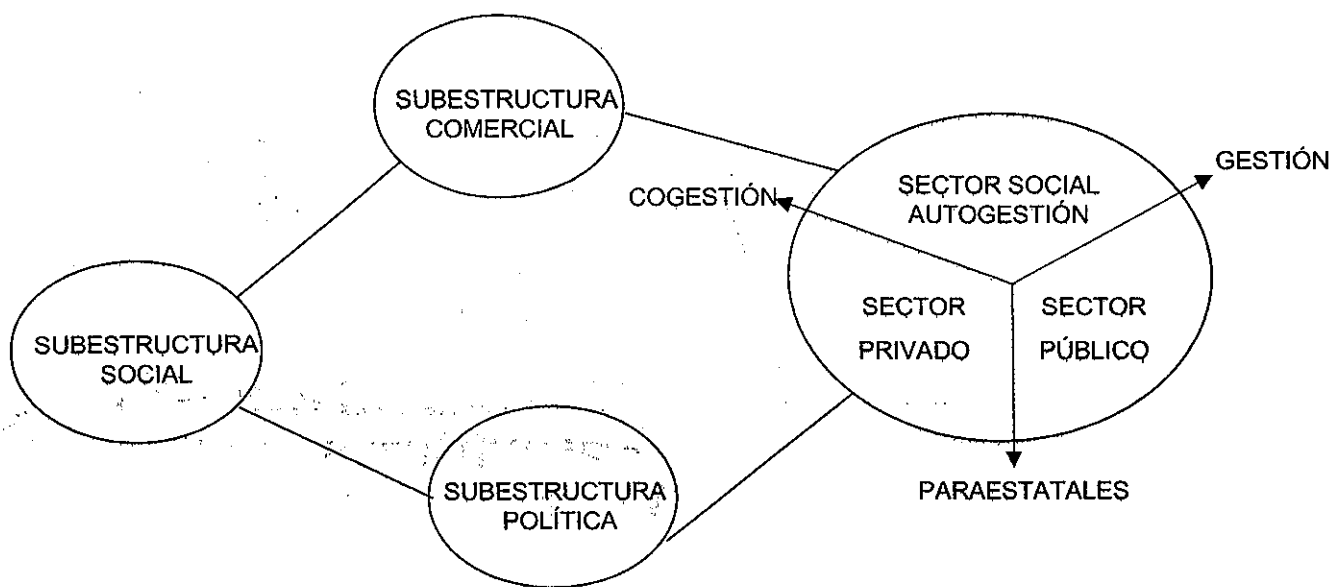 SUBESTRUCTURA
COMERCIAL
GESTIÓN
SECTOR SOCIAL
AUTOGESTIÓN
COGESTIÓN
SECTOR
PRIVADO
SECTOR
PÚBLICO
SUBESTRUCTURA
SOCIAL
SUBESTRUCTURA
POLÍTICA
PARAESTATALES